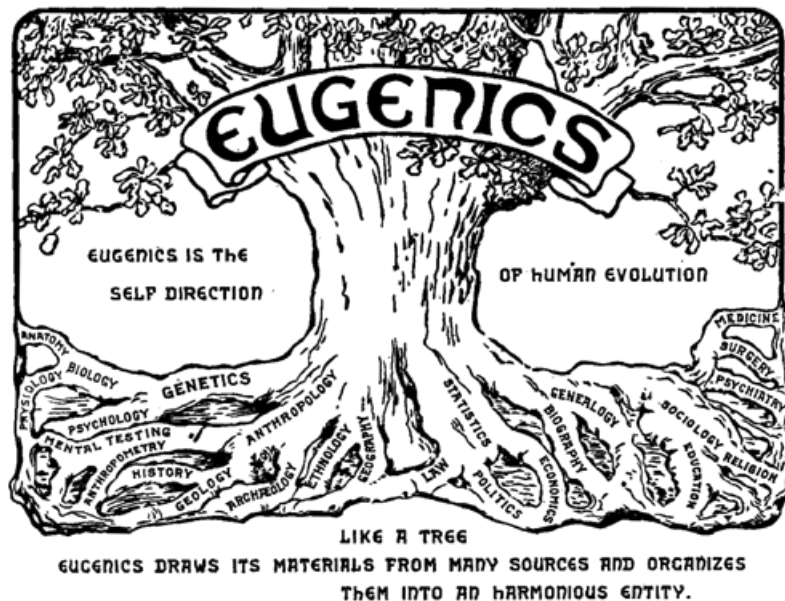 EUGENICS
EUGENICS IS THE
SELF DIRECTION
OF HUMAN EVOLUTION
ANATOMY
BIOLOGY
PHYSIOLOGY
GENETICS
PSYCHOLOGY
MENTAL TESTING
ANTHROPOMETRY
HISTORY
GEOLOGY
ANTHROPOLOGY
ARCHÆOLOGY
ETHNOLOGY
GEOGRAPHY
LAW
STATISTICS
POLITICS
ECONOMICS
GENEALOGY
BIOGRAPHY
SOCIOLOGY
EDUCATION
RELIGION
MEDICINE
SURGERY
PSYCHIATRY
LIKE A TREE
EUGENICS DRAWS ITS MATERIALS FROM MANY SOURCES AND ORGANIZES
THEM INTO AN HARMONIOUS ENTITY.